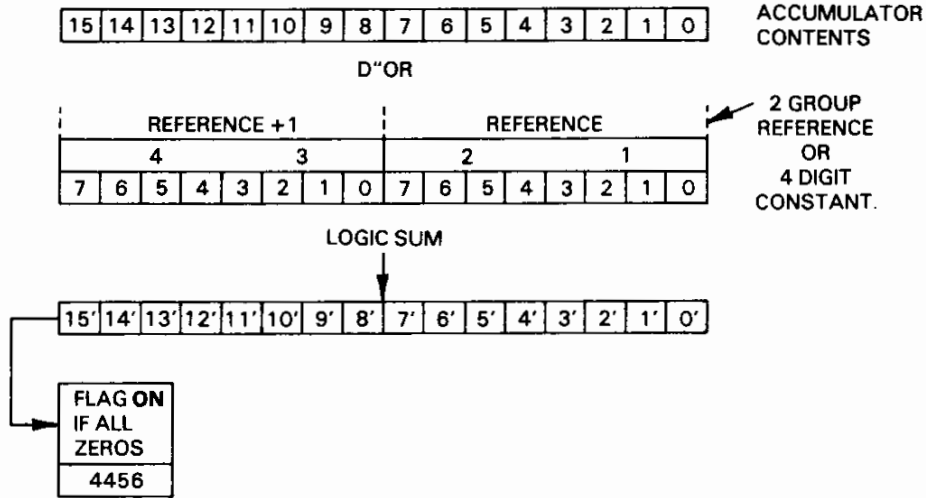 15 14 13 12 11 10 9 8 7 6 5 4 3 2 1 0
ACCUMULATOR
CONTENTS
D"OR
REFERENCE +1 REFERENCE
4 3 2 1
7 6 5 4 3 2 1 0 7 6 5 4 3 2 1 0
2 GROUP
REFERENCE
OR
4 DIGIT
CONSTANT.
LOGIC SUM
15' 14' 13' 12' 11' 10' 9' 8' 7' 6' 5' 4' 3' 2' 1' 0'
FLAG ON
IF ALL
ZEROS
4456